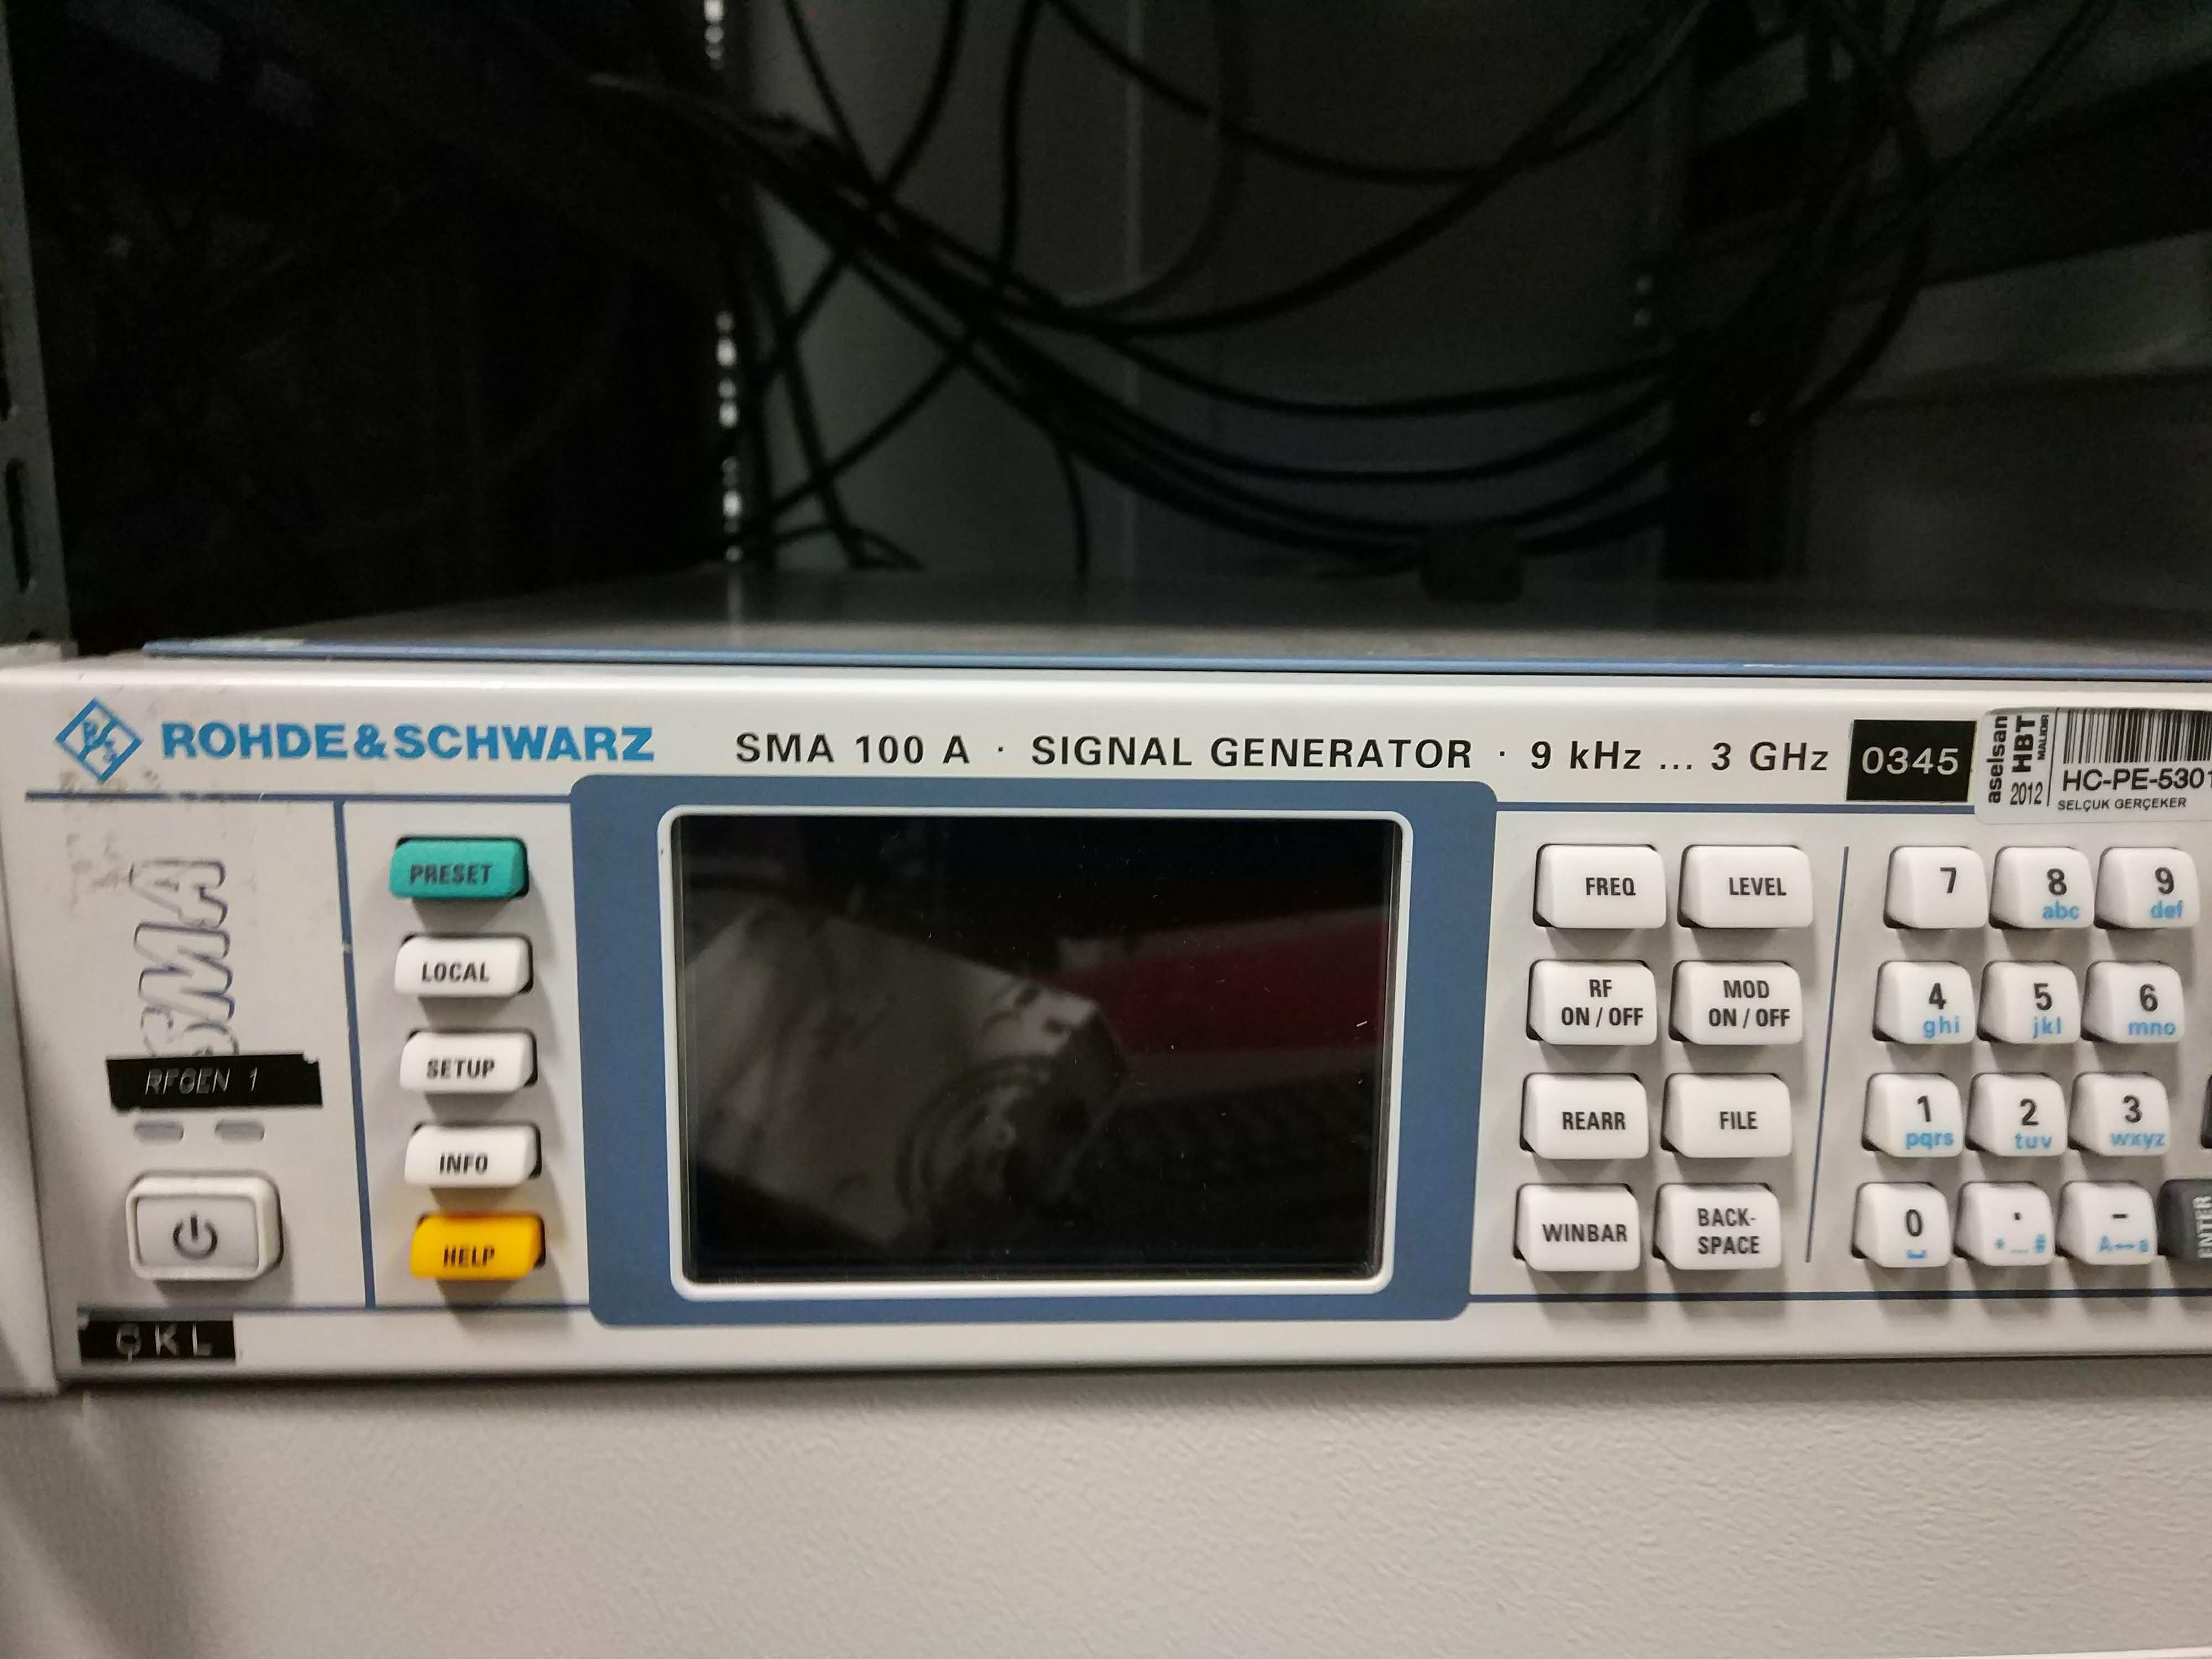 ROHDE&SCHWARZ
SMA 100 A · SIGNAL GENERATOR · 9 kHz ... 3 GHz
0345
aselsan
2012 HBT
MALIDIR
HC-PE-5301
SELÇUK GERÇEKER
SMA
RFGEN 1
PRESET
LOCAL
SETUP
INFO
HELP
FREQ
LEVEL
RF
ON / OFF
MOD
ON / OFF
REARR
FILE
WINBAR
BACK-
SPACE
7
8
abc
9
def
4
ghi
5
jkl
6
mno
1
pqrs
2
tuv
3
wxyz
0
.
+ ... #
–
A↔a
ENTER
KL